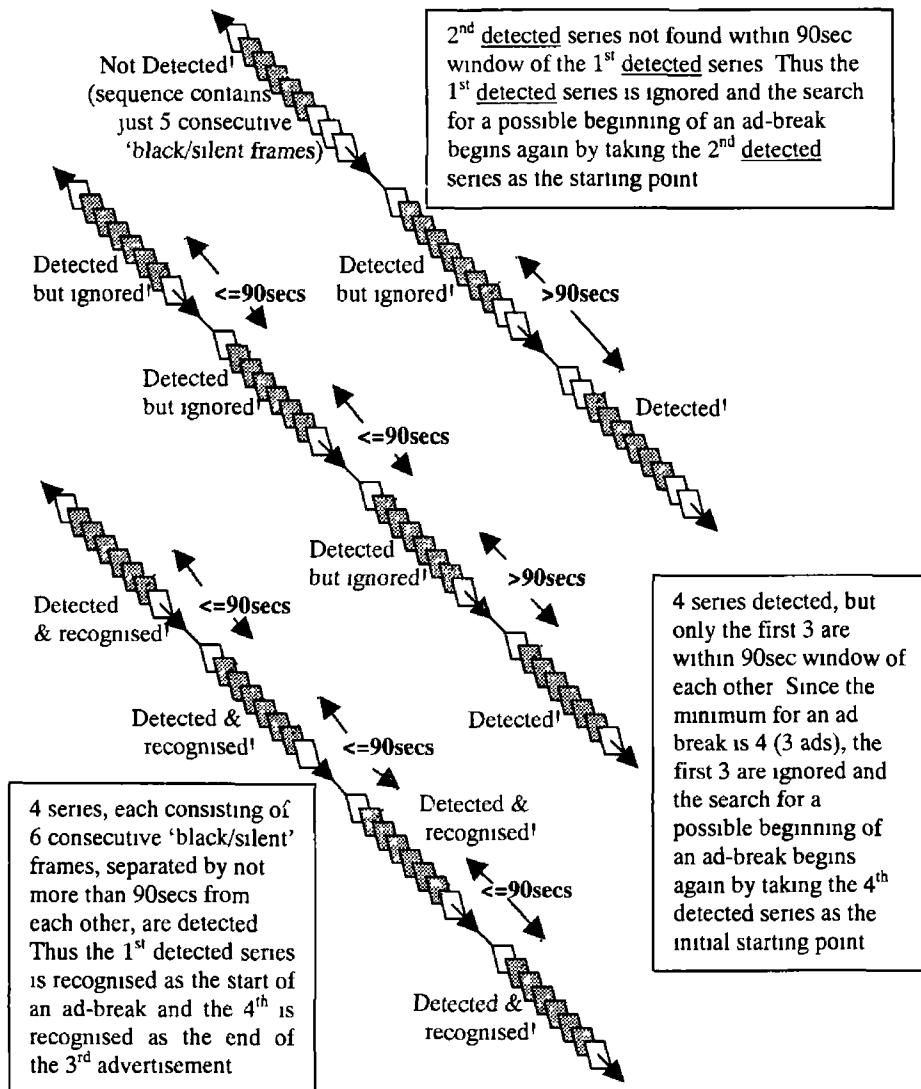 Not Detected!
(sequence contains
just 5 consecutive
'black/silent frames)
2nd detected series not found within 90sec
window of the 1st detected series Thus the
1st detected series is ignored and the search
for a possible beginning of an ad-break
begins again by taking the 2nd detected
series as the starting point
Detected
but ignored!
<=90secs
Detected
but ignored!
>90secs
Detected
but ignored!
<=90secs
Detected!
Detected
but ignored!
>90secs
Detected
& recognised!
<=90secs
Detected &
recognised!
<=90secs
Detected!
4 series detected, but
only the first 3 are
within 90sec window of
each other Since the
minimum for an ad
break is 4 (3 ads), the
first 3 are ignored and
the search for a
possible beginning of
an ad-break begins
again by taking the 4th
detected series as the
initial starting point
Detected &
recognised!
<=90secs
4 series, each consisting of
6 consecutive 'black/silent'
frames, separated by not
more than 90secs from
each other, are detected
Thus the 1st detected series
is recognised as the start of
an ad-break and the 4th is
recognised as the end of
the 3rd advertisement
Detected &
recognised!